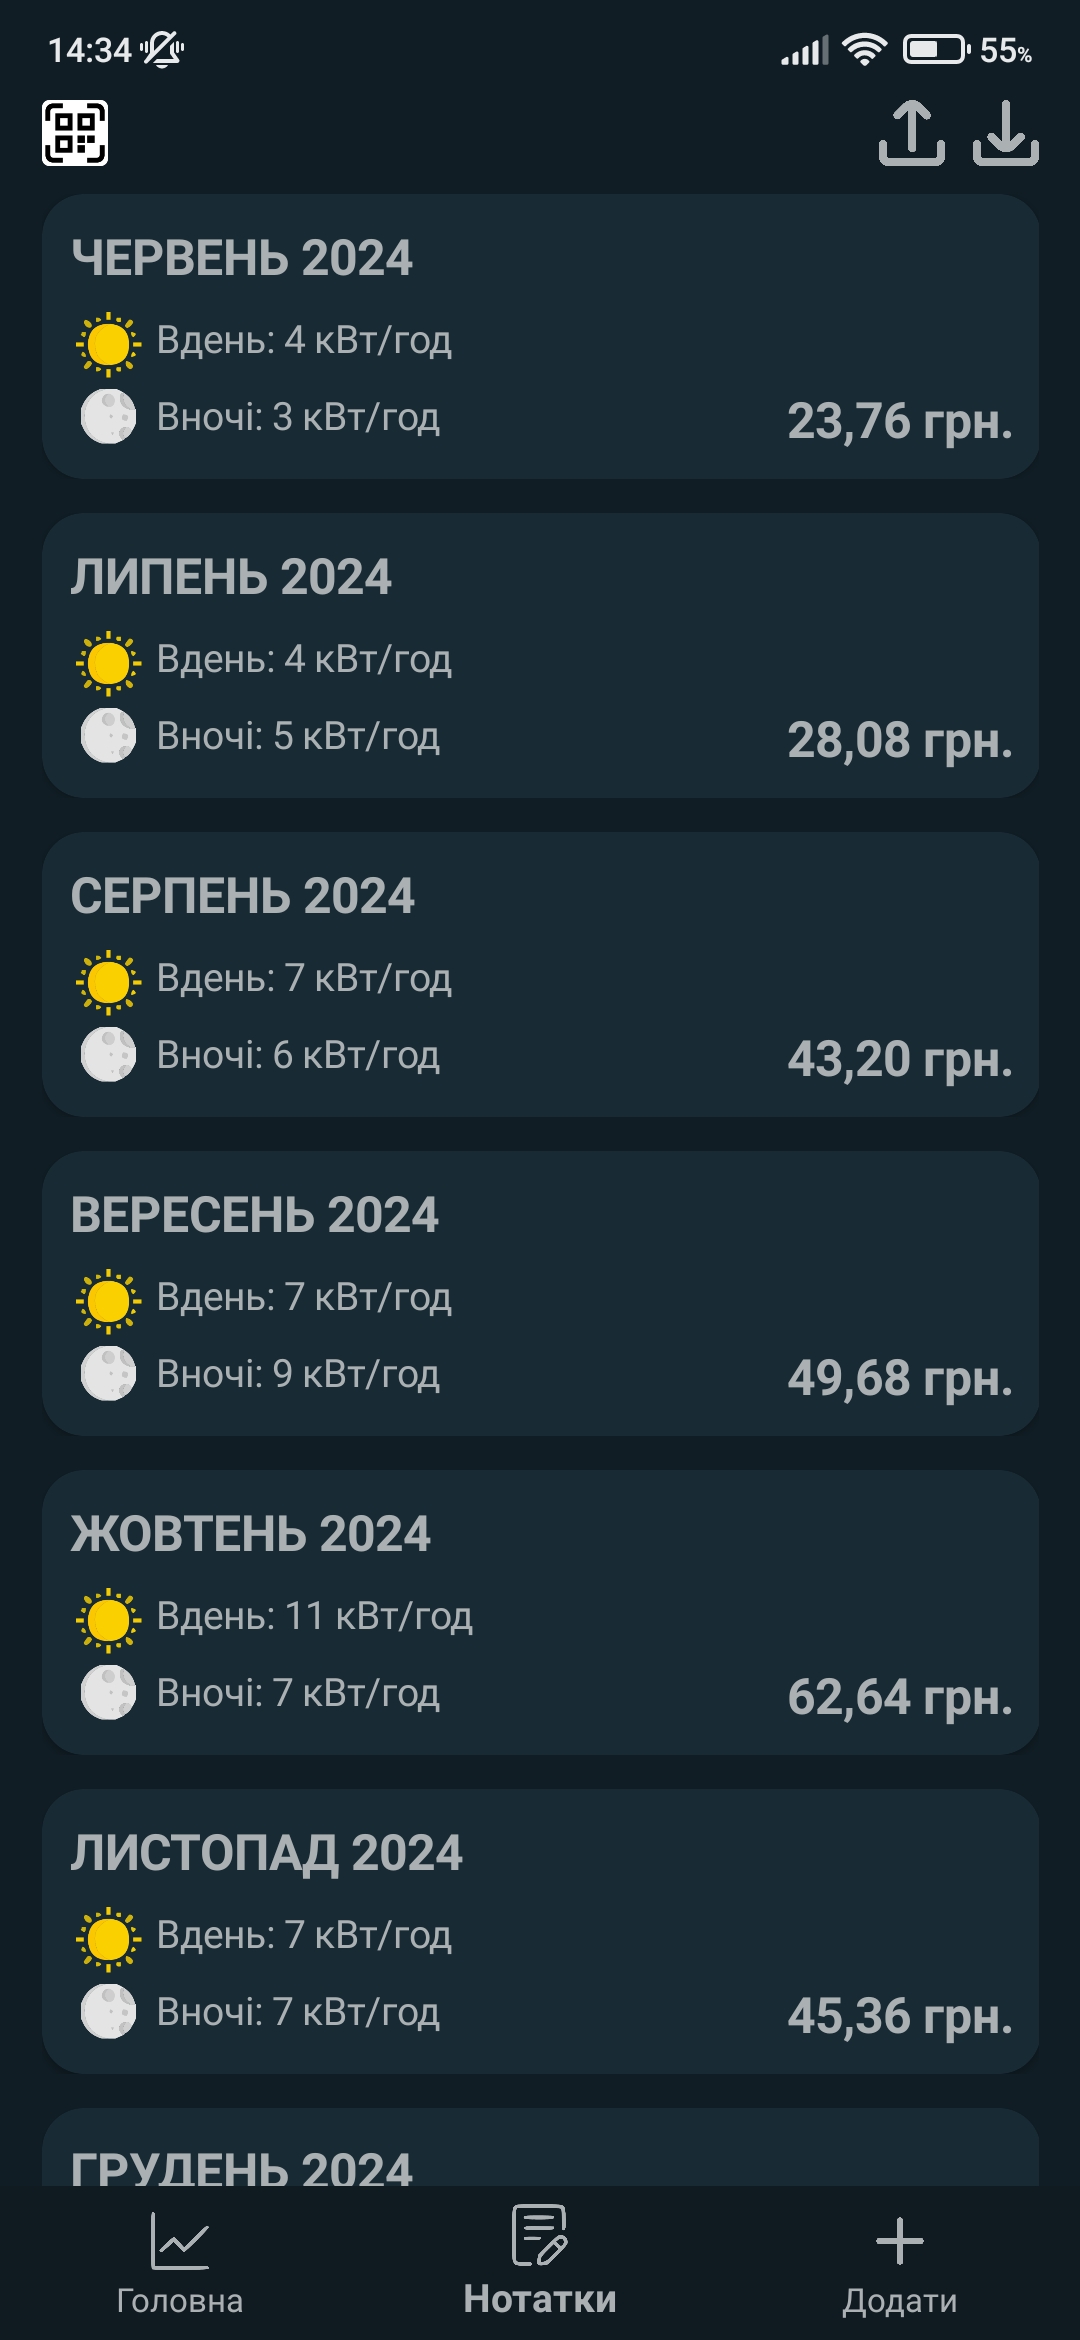 14:34
55%
ЧЕРВЕНЬ 2024
Вдень: 4 кВт/год
Вночі: 3 кВт/год
23,76 грн.
ЛИПЕНЬ 2024
Вдень: 4 кВт/год
Вночі: 5 кВт/год
28,08 грн.
СЕРПЕНЬ 2024
Вдень: 7 кВт/год
Вночі: 6 кВт/год
43,20 грн.
ВЕРЕСЕНЬ 2024
Вдень: 7 кВт/год
Вночі: 9 кВт/год
49,68 грн.
ЖОВТЕНЬ 2024
Вдень: 11 кВт/год
Вночі: 7 кВт/год
62,64 грн.
ЛИСТОПАД 2024
Вдень: 7 кВт/год
Вночі: 7 кВт/год
45,36 грн.
ГРУДЕНЬ 2024
Головна
Нотатки
Додати